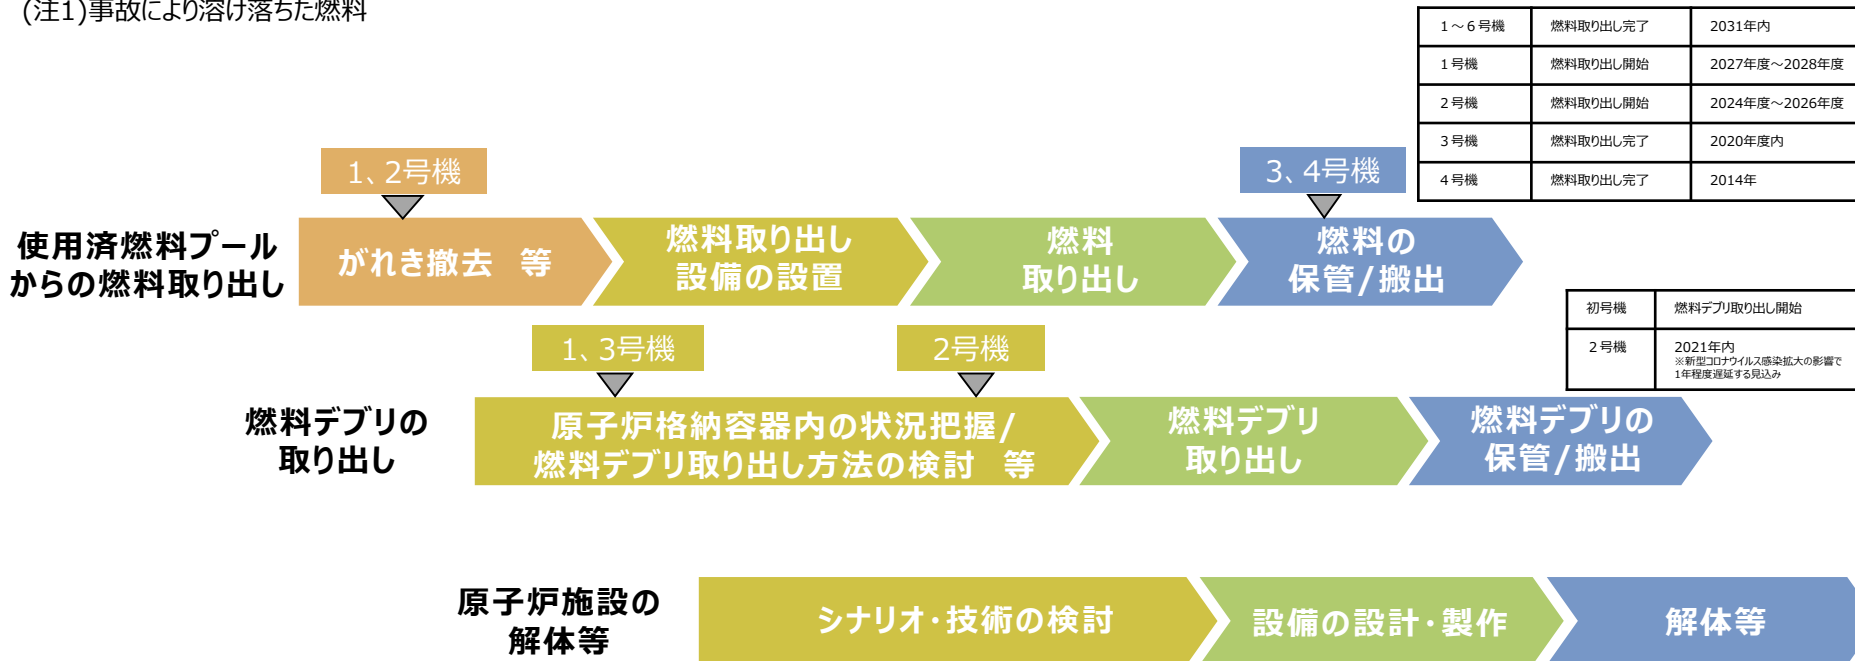 (注1)事故により溶け落ちた燃料
1～6号機 燃料取り出し完了 2031年内
1号機 燃料取り出し開始 2027年度～2028年度
2号機 燃料取り出し開始 2024年度～2026年度
3号機 燃料取り出し完了 2020年度内
4号機 燃料取り出し完了 2014年
1、2号機
3、4号機
使用済燃料プール
からの燃料取り出し
がれき撤去 等
燃料取り出し
設備の設置
燃料
取り出し
燃料の
保管/搬出
初号機 燃料デブリ取り出し開始
2号機 2021年内
※新型コロナウイルス感染拡大の影響で
1年程度遅延する見込み
1、3号機
2号機
燃料デブリの
取り出し
原子炉格納容器内の状況把握/
燃料デブリ取り出し方法の検討 等
燃料デブリ
取り出し
燃料デブリの
保管/搬出
原子炉施設の
解体等
シナリオ・技術の検討
設備の設計・製作
解体等